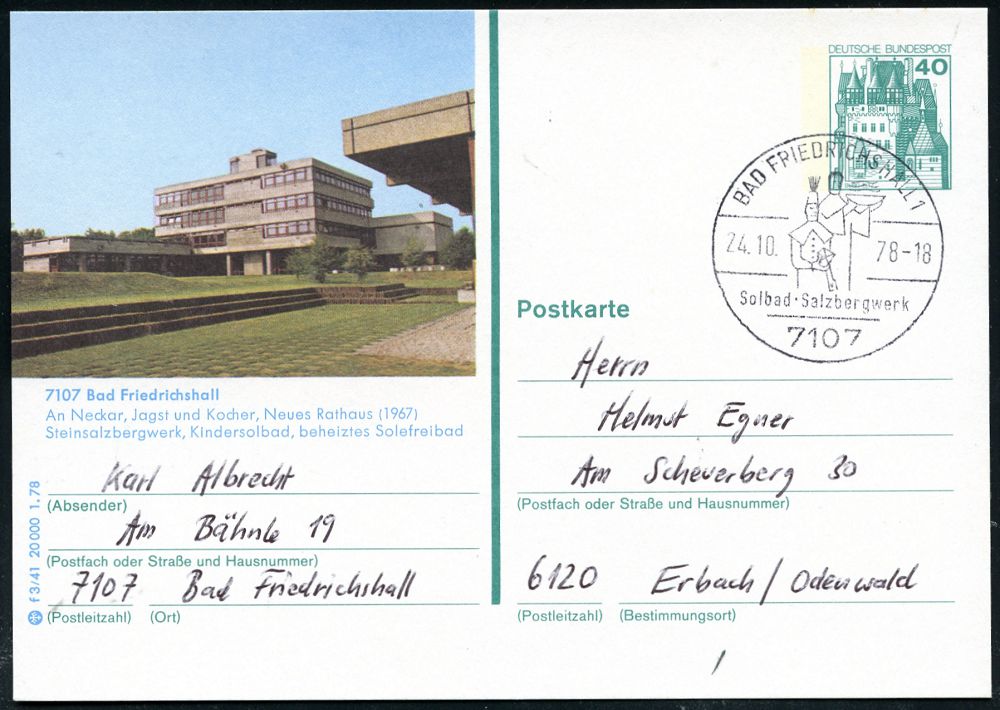 7107 Bad Friedrichshall
An Neckar, Jagst und Kocher, Neues Rathaus (1967)
Steinsalzbergwerk, Kindersolbad, beheiztes Solefreibad
Karl Albrecht
(Absender)
Am Bähnle 19
(Postfach oder Straße und Hausnummer)
7107 Bad Friedrichshall
(Postleitzahl) (Ort)
f 3/41 20 000 1.78
DEUTSCHE BUNDESPOST
40
BAD FRIEDRICHSHALL 1
24.10. 78-18
Solbad·Salzbergwerk
7107
Postkarte
Herrn
Helmut Egner
Am Scheuerberg 30
(Postfach oder Straße und Hausnummer)
6120 Erbach / Odenwald
(Postleitzahl) (Bestimmungsort)